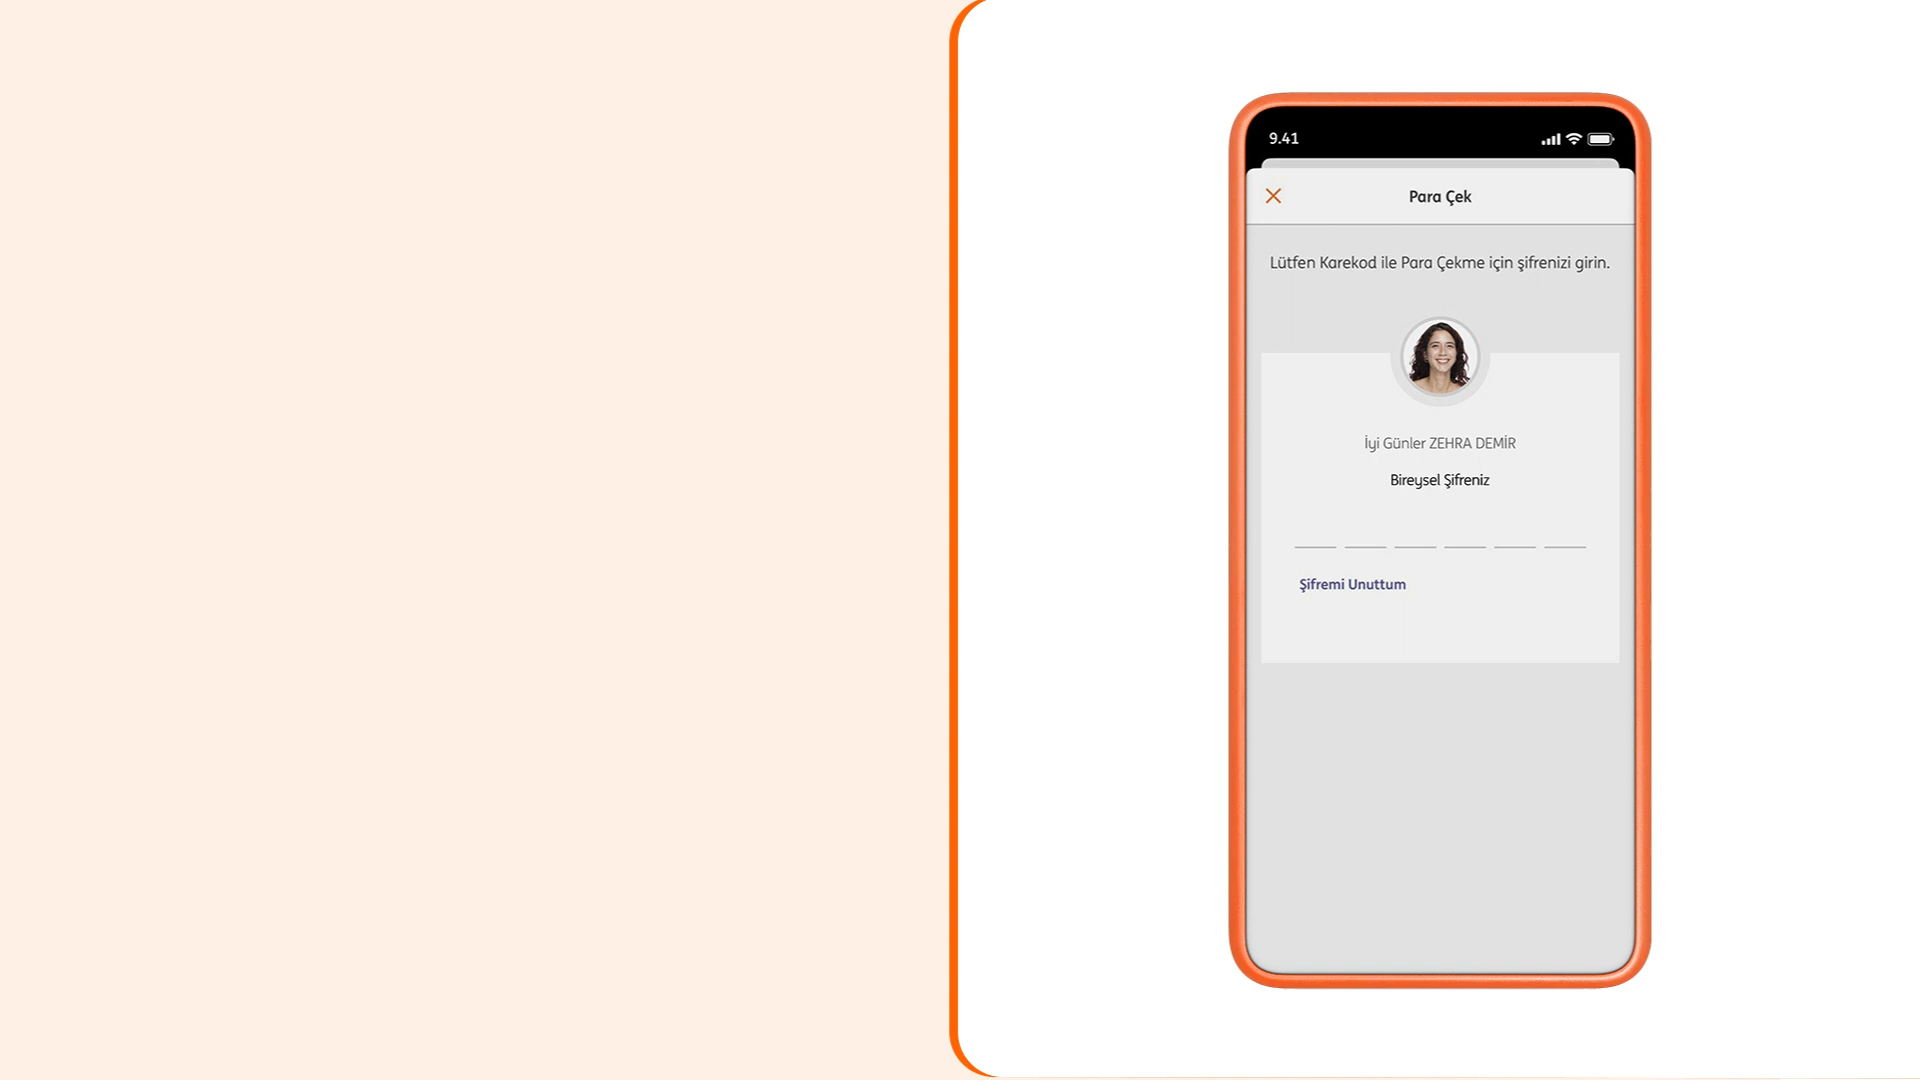 9.41
Para Çek
Lütfen Karekod ile Para Çekme için şifrenizi girin.
İyi Günler ZEHRA DEMİR
Bireysel Şifreniz
Şifremi Unuttum